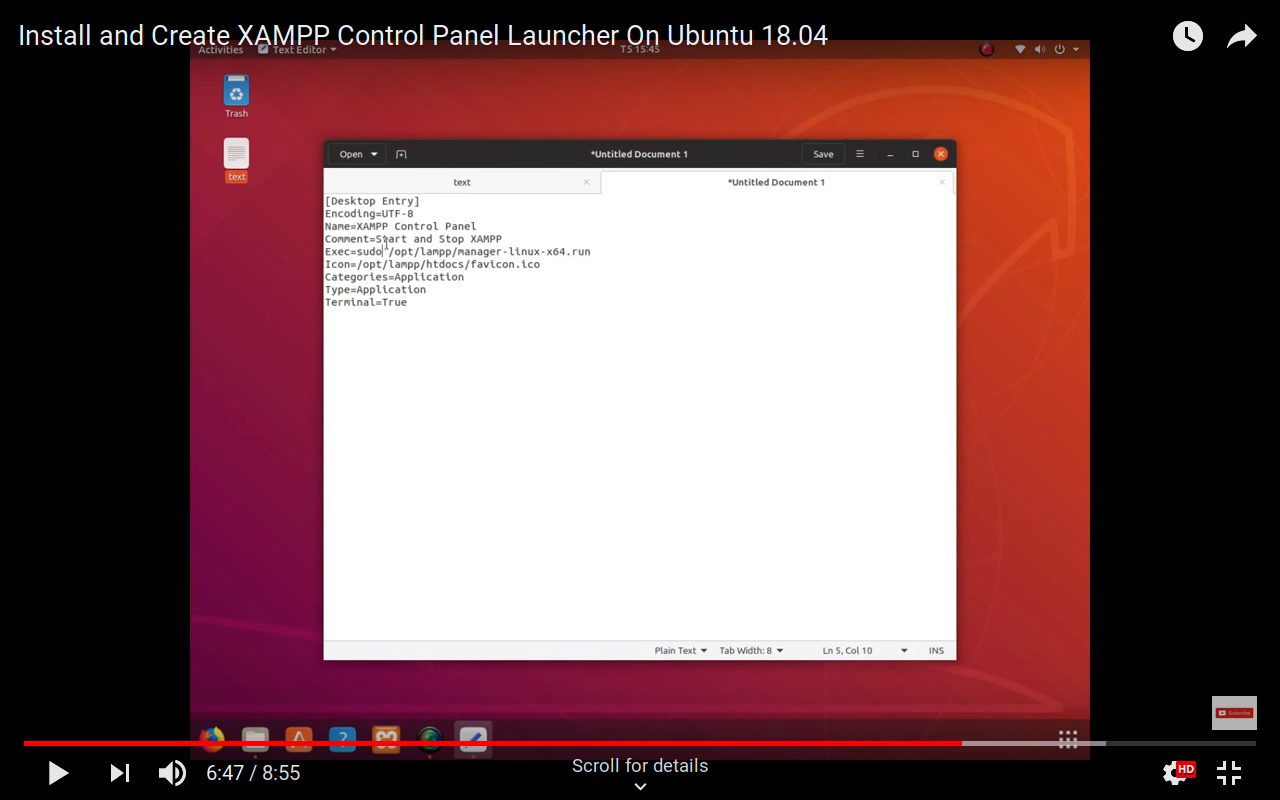 Install and Create XAMPP Control Panel Launcher On Ubuntu 18.04
Activities Text Editor T5 15:45
Trash
text
Open *Untitled Document 1 Save
text *Untitled Document 1
[Desktop Entry]
Encoding=UTF-8
Name=XAMPP Control Panel
Comment=Start and Stop XAMPP
Exec=sudo /opt/lampp/manager-linux-x64.run
Icon=/opt/lampp/htdocs/favicon.ico
Categories=Application
Type=Application
Terminal=True
Plain Text Tab Width: 8 Ln 5, Col 10 INS
Subscribe
6:47 / 8:55
Scroll for details
HD